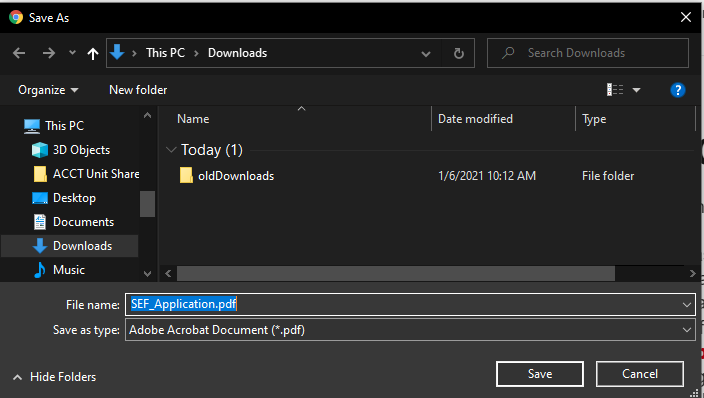 Save As
This PC > Downloads
Search Downloads
Organize
New folder
This PC
3D Objects
ACCT Unit Share
Desktop
Documents
Downloads
Music
Name
Date modified
Type
Today (1)
oldDownloads
1/6/2021 10:12 AM
File folder
File name:
SEF_Application.pdf
Save as type:
Adobe Acrobat Document (*.pdf)
Hide Folders
Save
Cancel